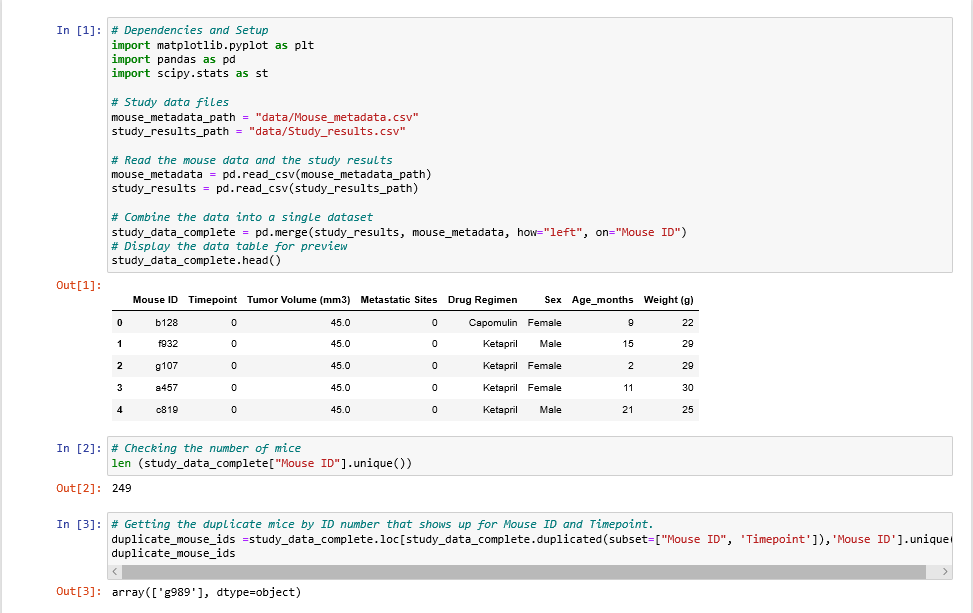 In [1]: # Dependencies and Setup
import matplotlib.pyplot as plt
import pandas as pd
import scipy.stats as st
# Study data files
mouse_metadata_path = "data/Mouse_metadata.csv"
study_results_path = "data/Study_results.csv"
# Read the mouse data and the study results
mouse_metadata = pd.read_csv(mouse_metadata_path)
study_results = pd.read_csv(study_results_path)
# Combine the data into a single dataset
study_data_complete = pd.merge(study_results, mouse_metadata, how="left", on="Mouse ID")
# Display the data table for preview
study_data_complete.head()
Out[1]:
Mouse ID Timepoint Tumor Volume (mm3) Metastatic Sites Drug Regimen Sex Age_months Weight (g)
0 b128 0 45.0 0 Capomulin Female 9 22
1 f932 0 45.0 0 Ketapril Male 15 29
2 g107 0 45.0 0 Ketapril Female 2 29
3 a457 0 45.0 0 Ketapril Female 11 30
4 c819 0 45.0 0 Ketapril Male 21 25
In [2]: # Checking the number of mice
len (study_data_complete["Mouse ID"].unique())
Out[2]: 249
In [3]: # Getting the duplicate mice by ID number that shows up for Mouse ID and Timepoint.
duplicate_mouse_ids =study_data_complete.loc[study_data_complete.duplicated(subset=["Mouse ID", 'Timepoint']),'Mouse ID'].unique(
duplicate_mouse_ids
Out[3]: array(['g989'], dtype=object)